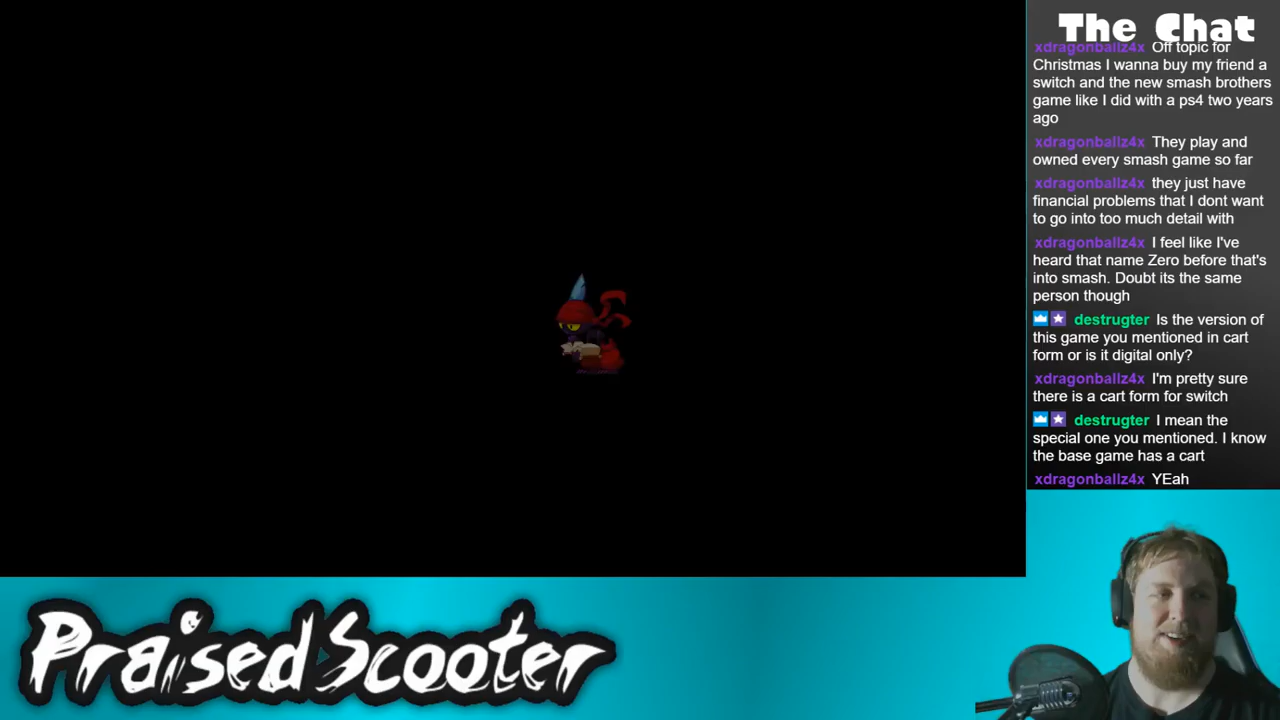 The Chat
xdragonballz4x Off topic for
Christmas I wanna buy my friend a
switch and the new smash brothers
game like I did with a ps4 two years
ago
xdragonballz4x They play and
owned every smash game so far
xdragonballz4x they just have
financial problems that I dont want
to go into too much detail with
xdragonballz4x I feel like I've
heard that name Zero before that's
into smash. Doubt its the same
person though
destrugter Is the version of
this game you mentioned in cart
form or is it digital only?
xdragonballz4x I'm pretty sure
there is a cart form for switch
destrugter I mean the
special one you mentioned. I know
the base game has a cart
xdragonballz4x YEah
PraisedScooter